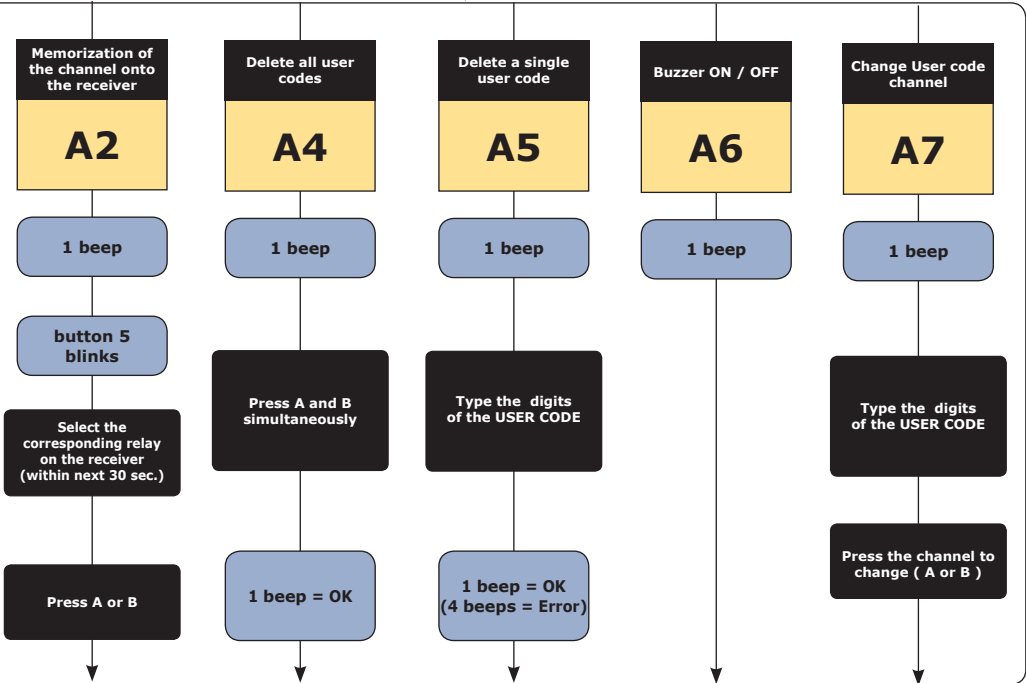 Memorization of
the channel onto
the receiver
A2
1 beep
button 5
blinks
Select the
corresponding relay
on the receiver
(within next 30 sec.)
Press A or B
Delete all user
codes
A4
1 beep
Press A and B
simultaneously
1 beep = OK
Delete a single
user code
A5
1 beep
Type the digits
of the USER CODE
1 beep = OK
(4 beeps = Error)
Buzzer ON / OFF
A6
1 beep
Change User code
channel
A7
1 beep
Type the digits
of the USER CODE
Press the channel to
change ( A or B )